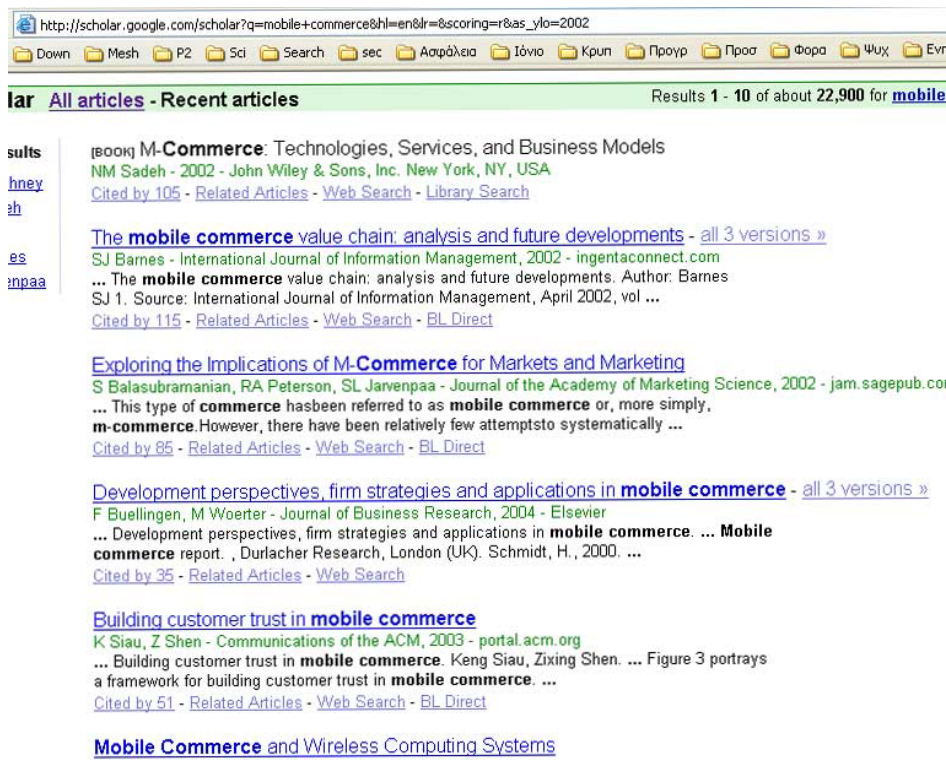 http://scholar.google.com/scholar?q=mobile+commerce&hl=en&lr=&scoring=r&as_ylo=2002
Down Mesh P2 Sci Search sec Ασφάλεια Ιόνιο Κρυπ Προγρ Προσ Φορα Ψυχ Ενη
lar All articles - Recent articles Results 1 - 10 of about 22,900 for mobile
sults
hney
eh
es
enpaa
[BOOK] M-Commerce: Technologies, Services, and Business Models
NM Sadeh - 2002 - John Wiley & Sons, Inc. New York, NY, USA
Cited by 105 - Related Articles - Web Search - Library Search
The mobile commerce value chain: analysis and future developments - all 3 versions »
SJ Barnes - International Journal of Information Management, 2002 - ingentaconnect.com
... The mobile commerce value chain: analysis and future developments. Author: Barnes
SJ 1. Source: International Journal of Information Management, April 2002, vol ...
Cited by 115 - Related Articles - Web Search - BL Direct
Exploring the Implications of M-Commerce for Markets and Marketing
S Balasubramanian, RA Peterson, SL Jarvenpaa - Journal of the Academy of Marketing Science, 2002 - jam.sagepub.co
... This type of commerce hasbeen referred to as mobile commerce or, more simply,
m-commerce.However, there have been relatively few attemptsto systematically ...
Cited by 85 - Related Articles - Web Search - BL Direct
Development perspectives, firm strategies and applications in mobile commerce - all 3 versions »
F Buellingen, M Woerter - Journal of Business Research, 2004 - Elsevier
... Development perspectives, firm strategies and applications in mobile commerce. ... Mobile
commerce report. , Durlacher Research, London (UK). Schmidt, H., 2000. ...
Cited by 35 - Related Articles - Web Search
Building customer trust in mobile commerce
K Siau, Z Shen - Communications of the ACM, 2003 - portal.acm.org
... Building customer trust in mobile commerce. Keng Siau, Zixing Shen. ... Figure 3 portrays
a framework for building customer trust in mobile commerce. ...
Cited by 51 - Related Articles - Web Search - BL Direct
Mobile Commerce and Wireless Computing Systems